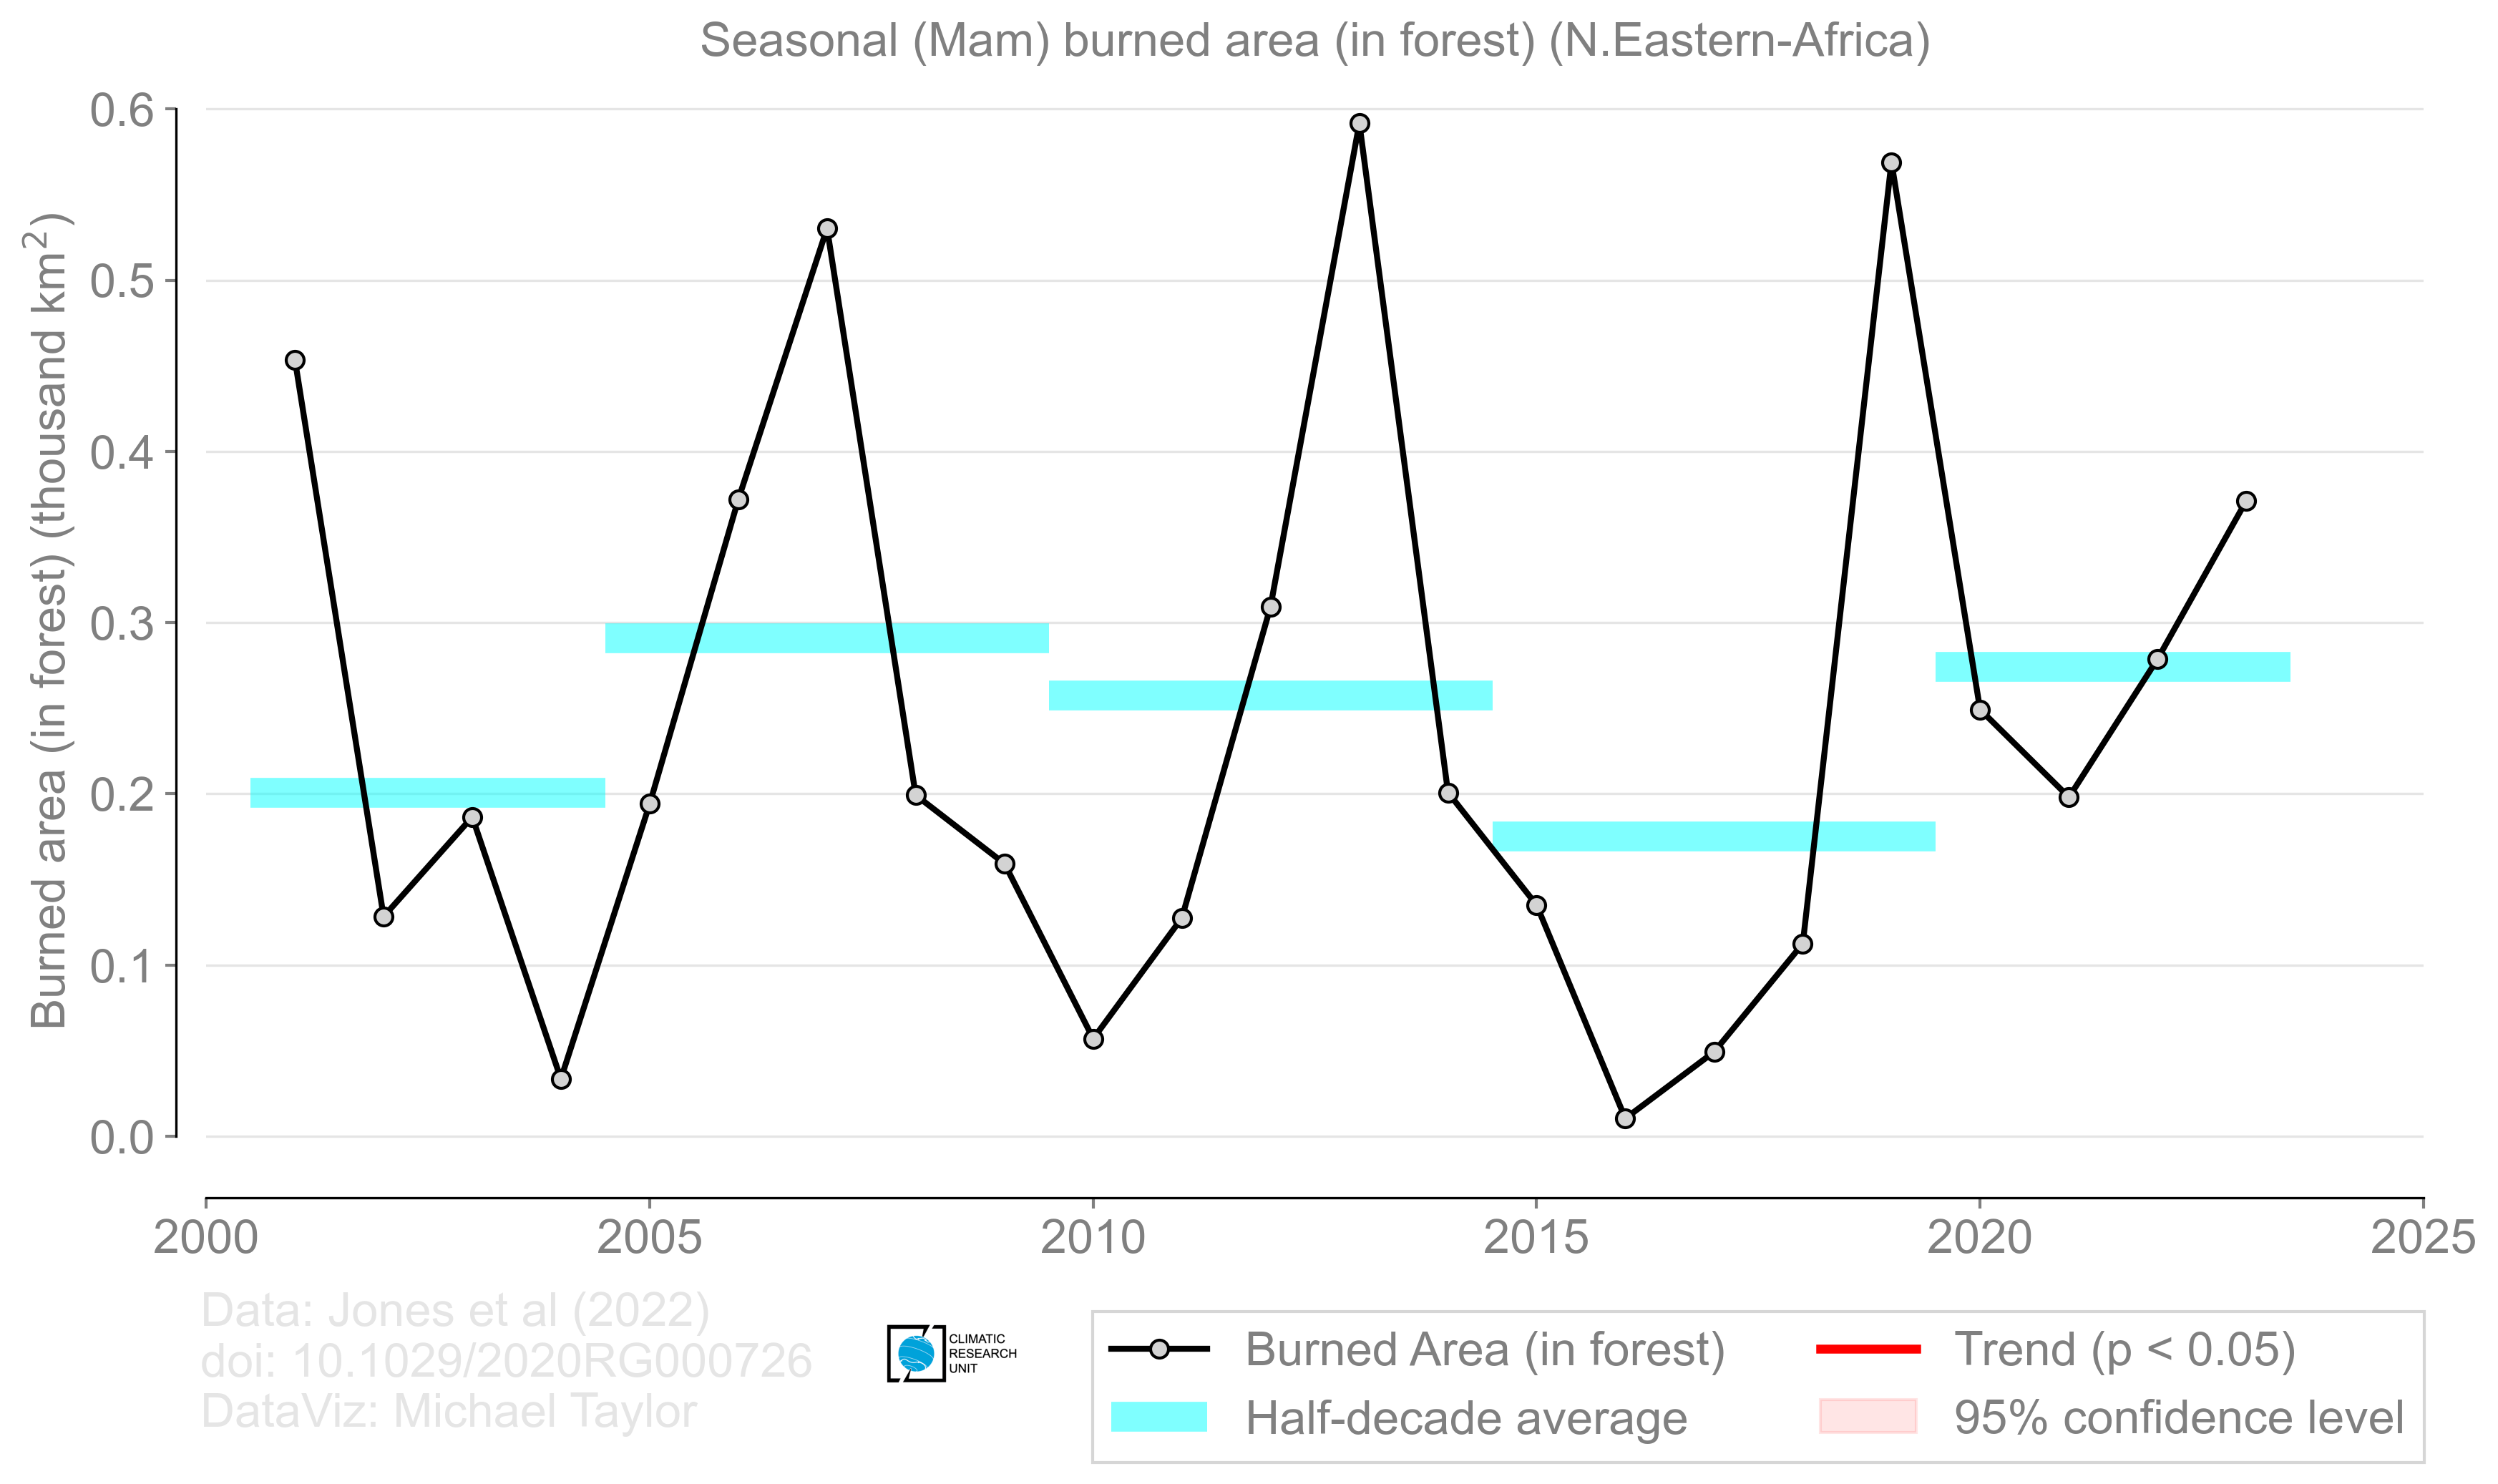 Seasonal (Mam) burned area (in forest) (N.Eastern-Africa)
Burned area (in forest) (thousand km²)
0.6
0.5
0.4
0.3
0.2
0.1
0.0
2000
2005
2010
2015
2020
2025
Data: Jones et al (2022)
doi: 10.1029/2020RG000726
DataViz: Michael Taylor
CLIMATIC
RESEARCH
UNIT
Burned Area (in forest)
Half-decade average
Trend (p < 0.05)
95% confidence level